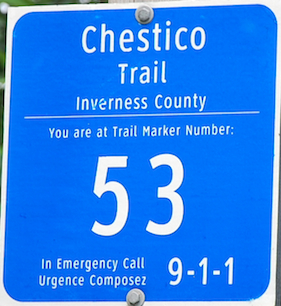 Chestico
Trail
Inverness County
You are at Trail Marker Number:
53
In Emergency Call
Urgence Composez
9-1-1